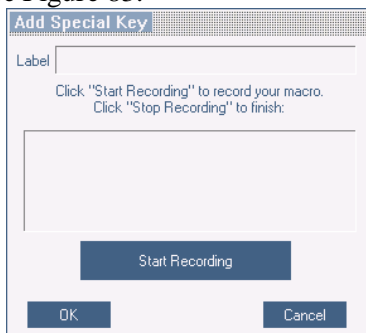 e Figure 83.
Add Special Key
Label
Click "Start Recording" to record your macro.
Click "Stop Recording" to finish:
Start Recording
OK
Cancel